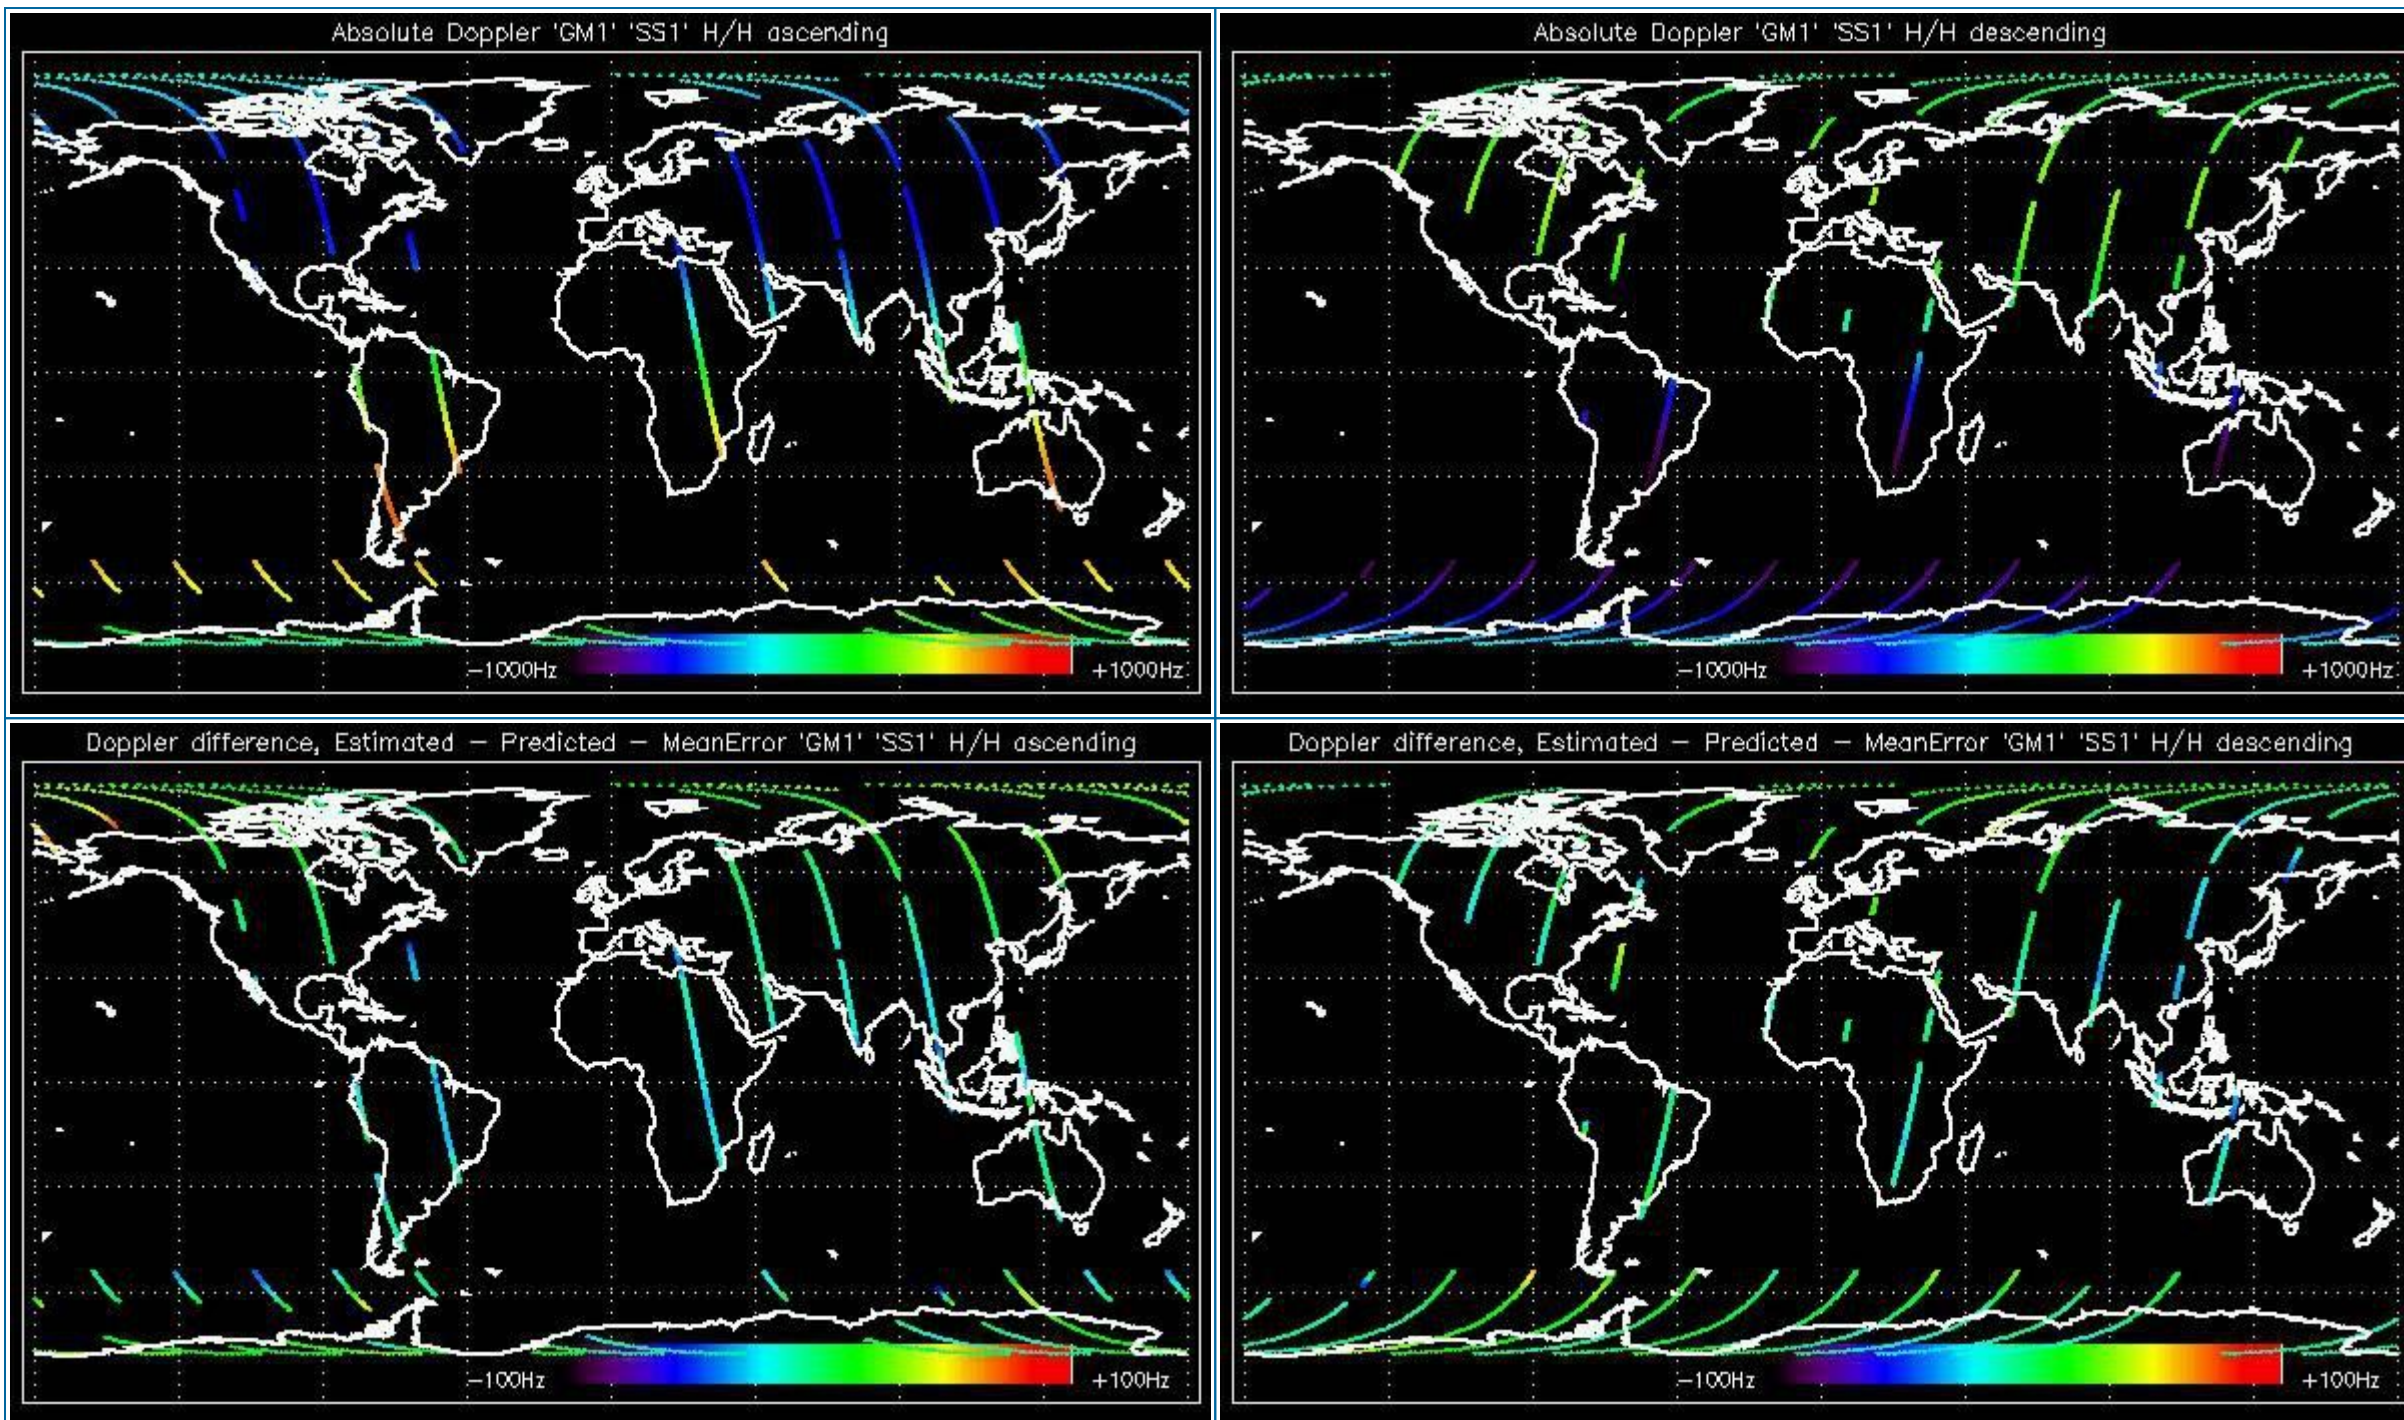 Absolute Doppler 'GM1' 'SS1' H/H ascending
−1000Hz +1000Hz
Absolute Doppler 'GM1' 'SS1' H/H descending
−1000Hz +1000Hz
Doppler difference, Estimated − Predicted − MeanError 'GM1' 'SS1' H/H ascending
−100Hz +100Hz
Doppler difference, Estimated − Predicted − MeanError 'GM1' 'SS1' H/H descending
−100Hz +100Hz